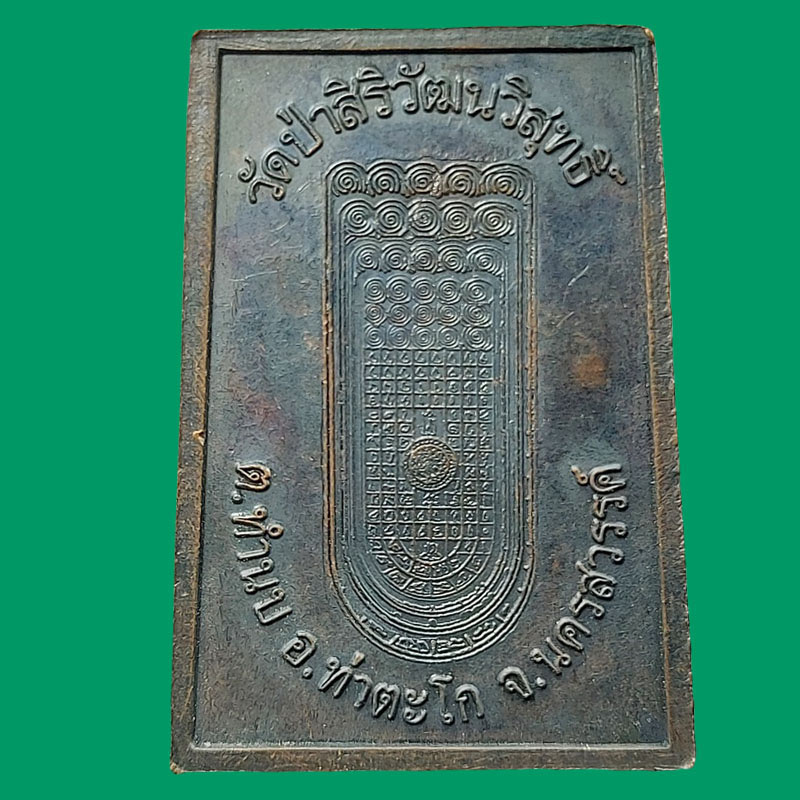 วัดป่าสิริวัฒนวิสุทธิ์
ต.ทำนบ อ.ท่าตะโก จ.นครสวรรค์